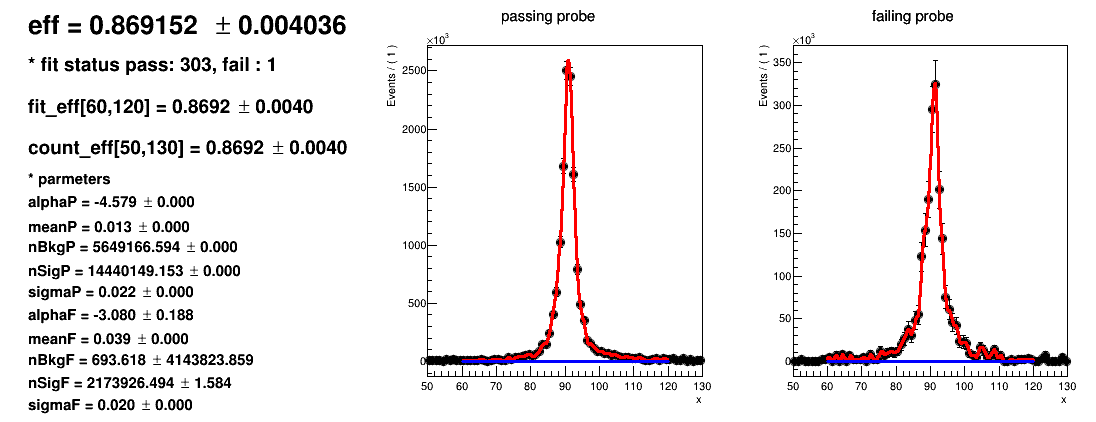 eff = 0.869152 ± 0.004036
* fit status pass: 303, fail : 1
fit_eff[60,120] = 0.8692 ± 0.0040
count_eff[50,130] = 0.8692 ± 0.0040
* parmeters
alphaP = -4.579 ± 0.000
meanP = 0.013 ± 0.000
nBkgP = 5649166.594 ± 0.000
nSigP = 14440149.153 ± 0.000
sigmaP = 0.022 ± 0.000
alphaF = -3.080 ± 0.188
meanF = 0.039 ± 0.000
nBkgF = 693.618 ± 4143823.859
nSigF = 2173926.494 ± 1.584
sigmaF = 0.020 ± 0.000
passing probe
×10³
Events / ( 1 )
2500
2000
1500
1000
500
0
50 60 70 80 90 100 110 120 130
x
failing probe
×10³
Events / ( 1 )
350
300
250
200
150
100
50
0
50 60 70 80 90 100 110 120 130
x